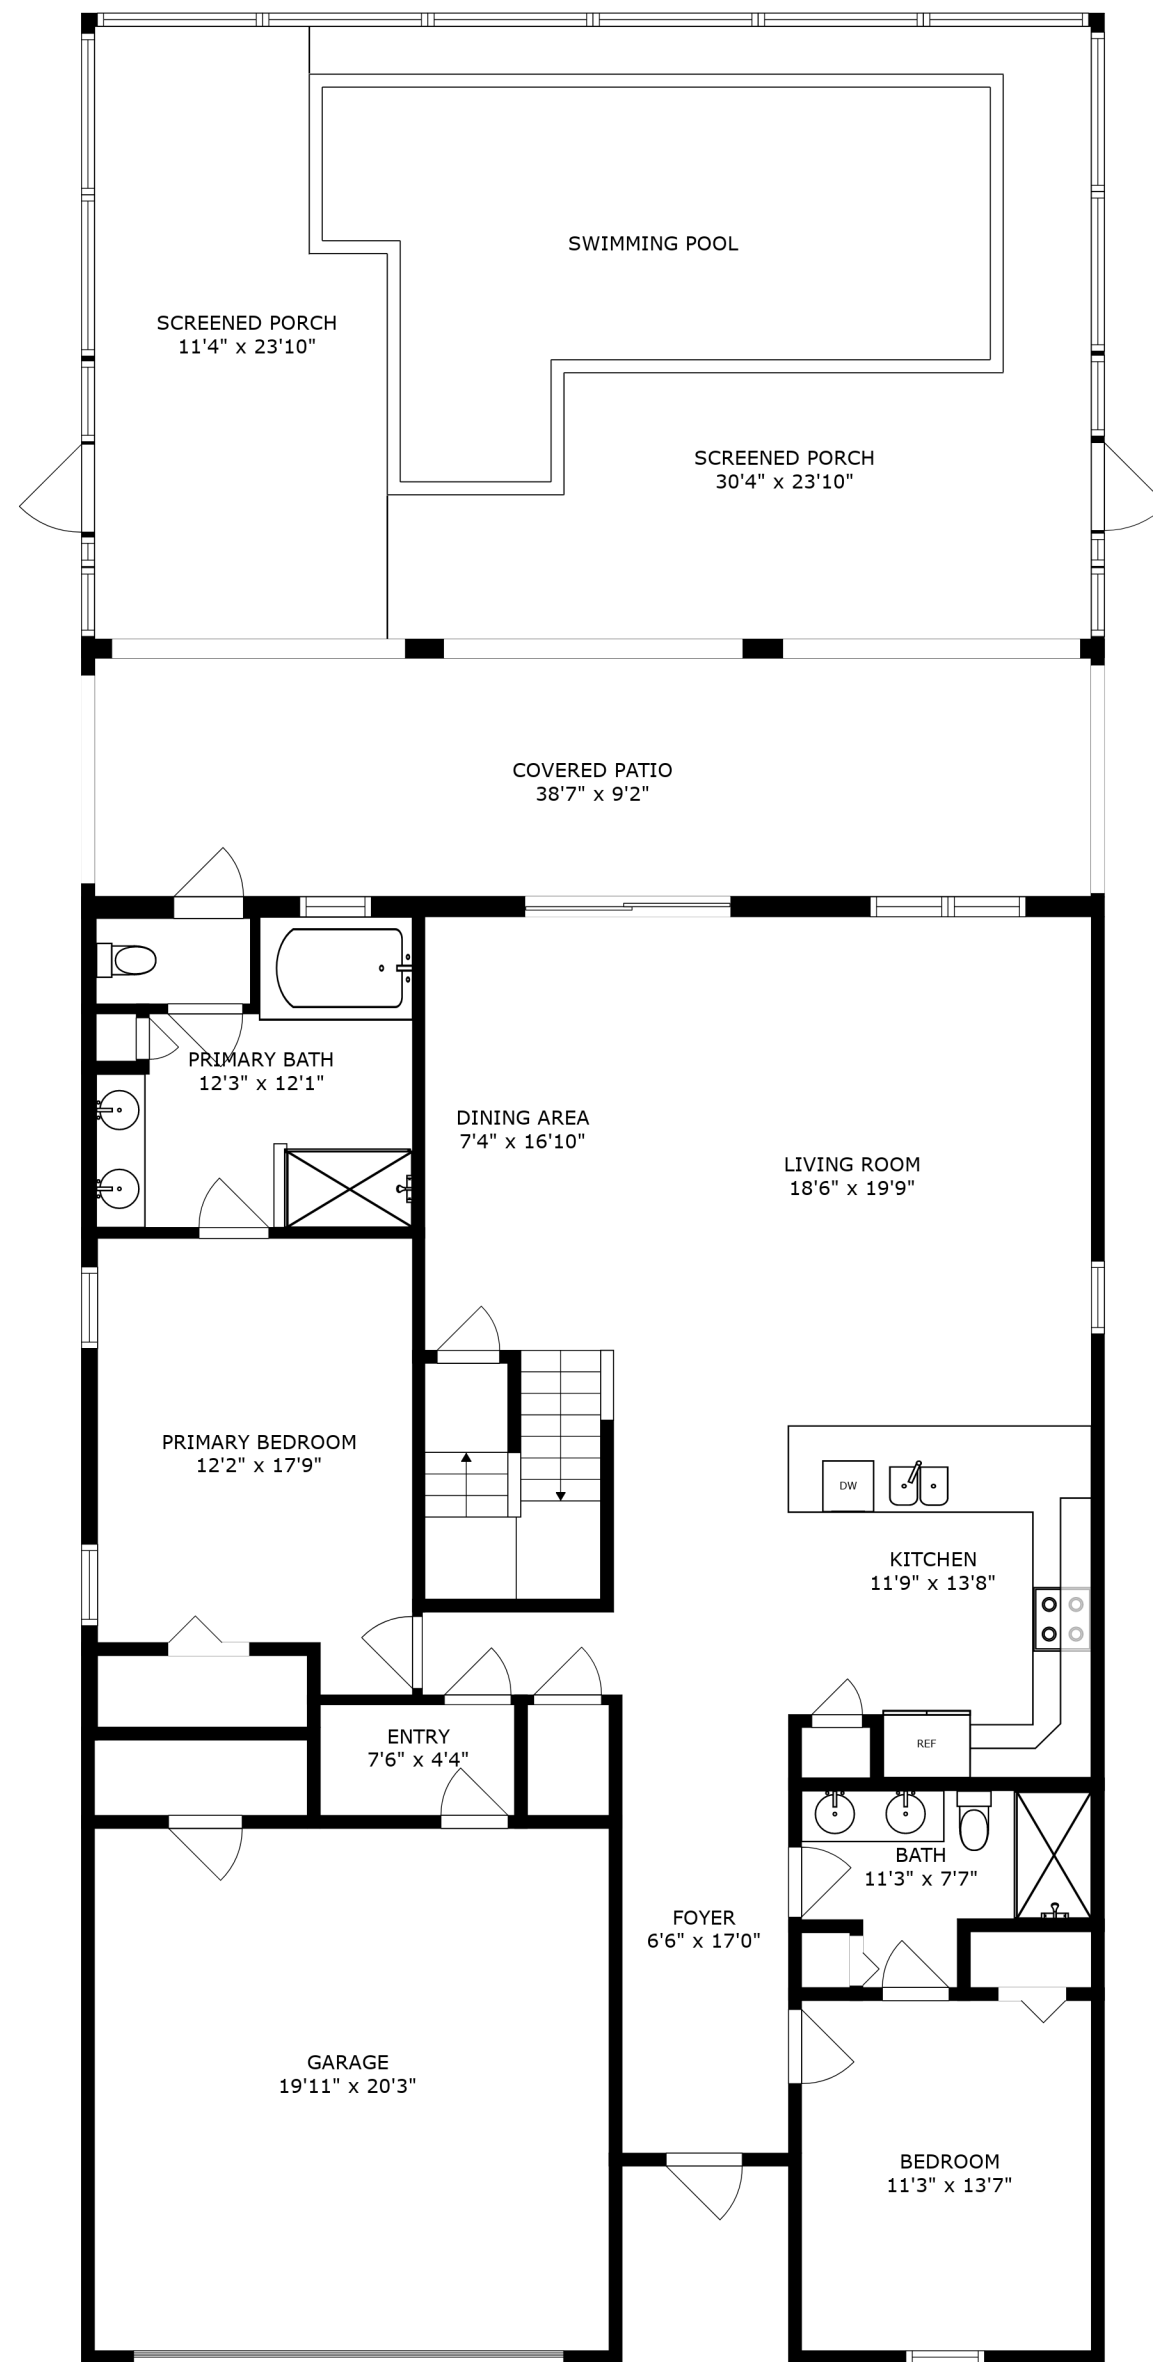 SWIMMING POOL
SCREENED PORCH
11'4" x 23'10"
SCREENED PORCH
30'4" x 23'10"
COVERED PATIO
38'7" x 9'2"
PRIMARY BATH
12'3" x 12'1"
DINING AREA
7'4" x 16'10"
LIVING ROOM
18'6" x 19'9"
PRIMARY BEDROOM
12'2" x 17'9"
DW
KITCHEN
11'9" x 13'8"
ENTRY
7'6" x 4'4"
REF
BATH
11'3" x 7'7"
FOYER
6'6" x 17'0"
GARAGE
19'11" x 20'3"
BEDROOM
11'3" x 13'7"